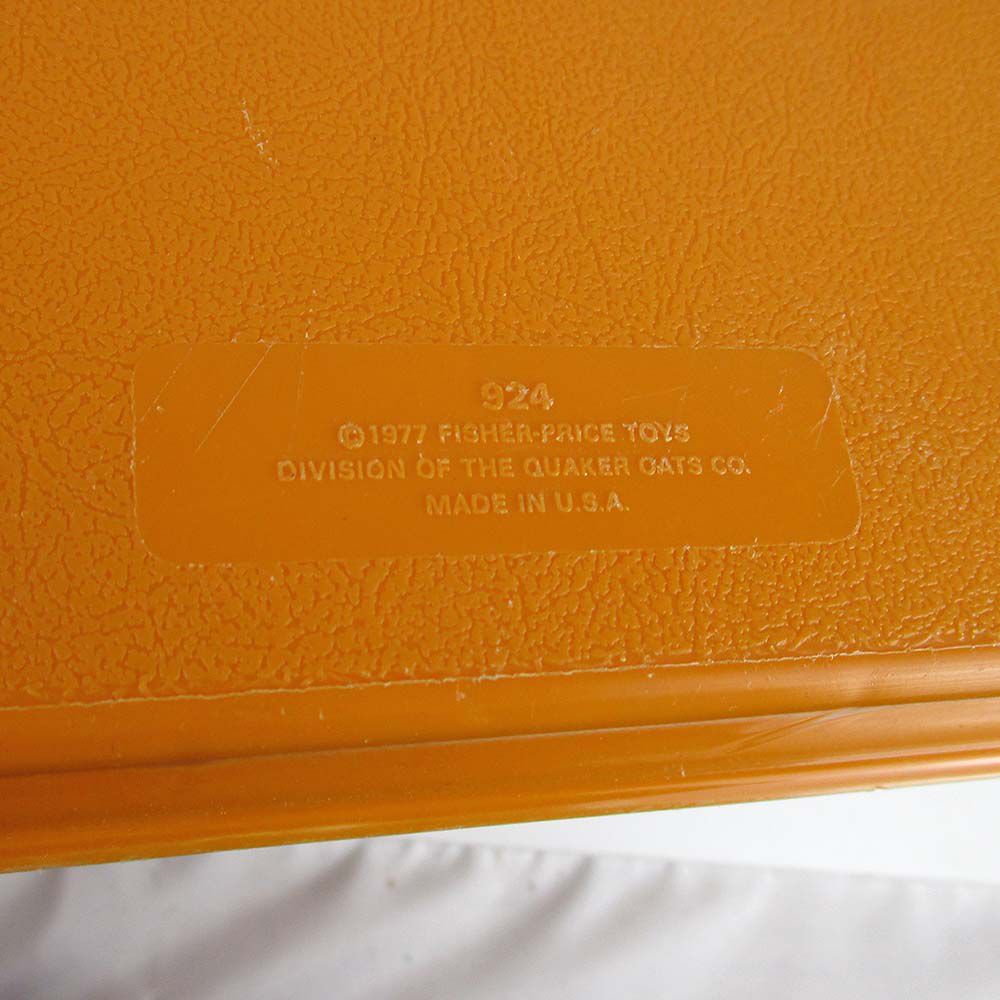 924
©1977 FISHER-PRICE TOYS
DIVISION OF THE QUAKER OATS CO.
MADE IN U.S.A.